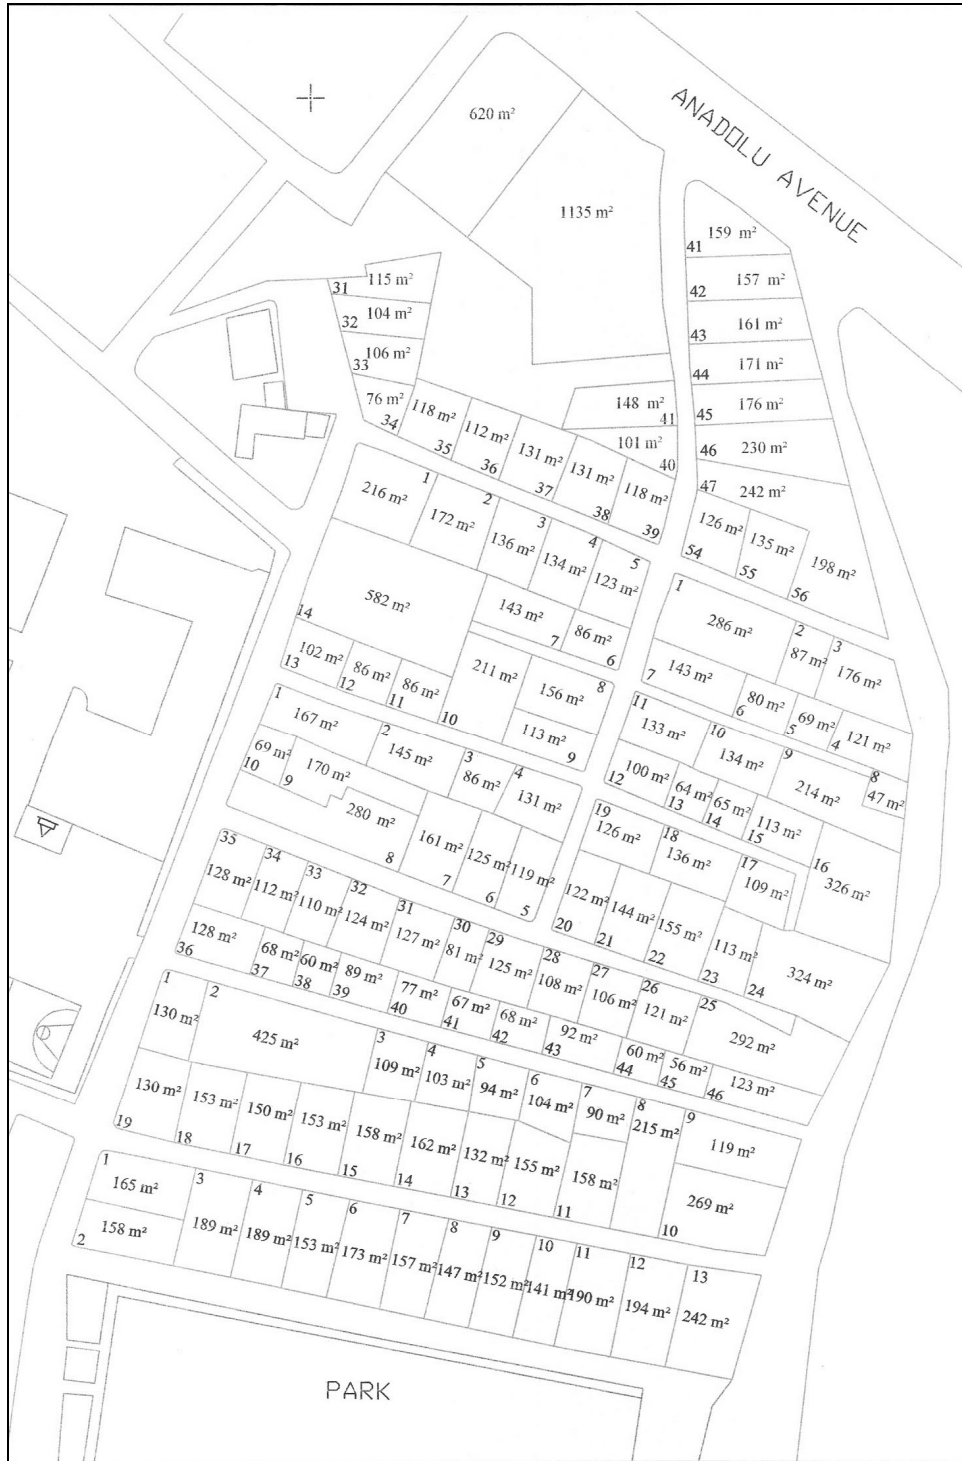 ANADOLU AVENUE
620 m²
1135 m²
159 m²
41
157 m²
42
161 m²
43
171 m²
44
176 m²
45
230 m²
46
242 m²
47
126 m²
54
135 m²
55
198 m²
56
115 m²
31
104 m²
32
106 m²
33
76 m²
34
118 m²
35
112 m²
36
131 m²
37
131 m²
38
118 m²
39
148 m²
41
101 m²
40
1
216 m²
2
172 m²
3
136 m²
4
134 m²
5
123 m²
582 m²
14
143 m²
7
86 m²
6
102 m²
13
86 m²
12
86 m²
11
211 m²
10
156 m²
8
113 m²
9
1
286 m²
2
87 m²
3
176 m²
143 m²
7
80 m²
6
69 m²
5
121 m²
4
1
167 m²
2
145 m²
3
86 m²
4
131 m²
69 m²
10
170 m²
9
280 m²
8
161 m²
7
125 m²
6
119 m²
5
11
133 m²
10
134 m²
9
214 m²
8
47 m²
100 m²
12
64 m²
13
65 m²
14
113 m²
15
16
326 m²
19
126 m²
18
136 m²
17
109 m²
122 m²
20
144 m²
21
155 m²
22
113 m²
23
324 m²
24
35
128 m²
34
112 m²
33
110 m²
32
124 m²
31
127 m²
30
81 m²
29
125 m²
28
108 m²
27
106 m²
26
121 m²
25
292 m²
128 m²
36
68 m²
37
60 m²
38
89 m²
39
77 m²
40
67 m²
41
68 m²
42
92 m²
43
60 m²
44
56 m²
45
123 m²
46
1
130 m²
2
425 m²
3
109 m²
4
103 m²
5
94 m²
6
104 m²
7
90 m²
8
215 m²
9
119 m²
130 m²
19
153 m²
18
150 m²
17
153 m²
16
158 m²
15
162 m²
14
132 m²
13
155 m²
12
158 m²
11
269 m²
10
1
165 m²
158 m²
2
3
189 m²
4
189 m²
5
153 m²
6
173 m²
7
157 m²
8
147 m²
9
152 m²
10
141 m²
11
190 m²
12
194 m²
13
242 m²
PARK